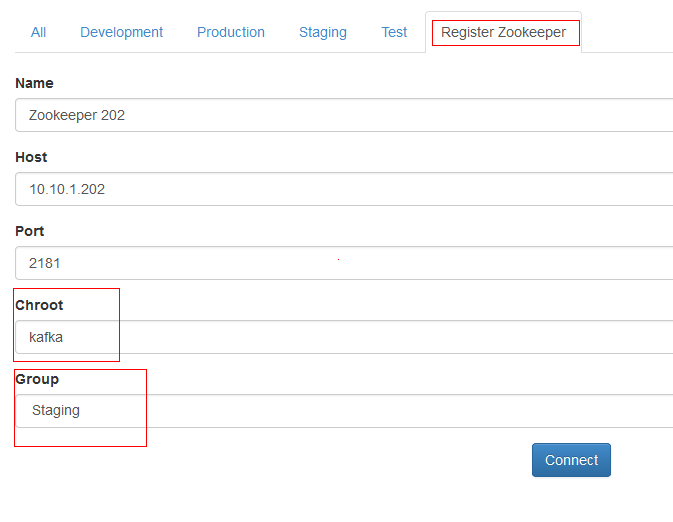 All Development Production Staging Test Register Zookeeper
Name
Zookeeper 202
Host
10.10.1.202
Port
2181
Chroot
kafka
Group
Staging
Connect